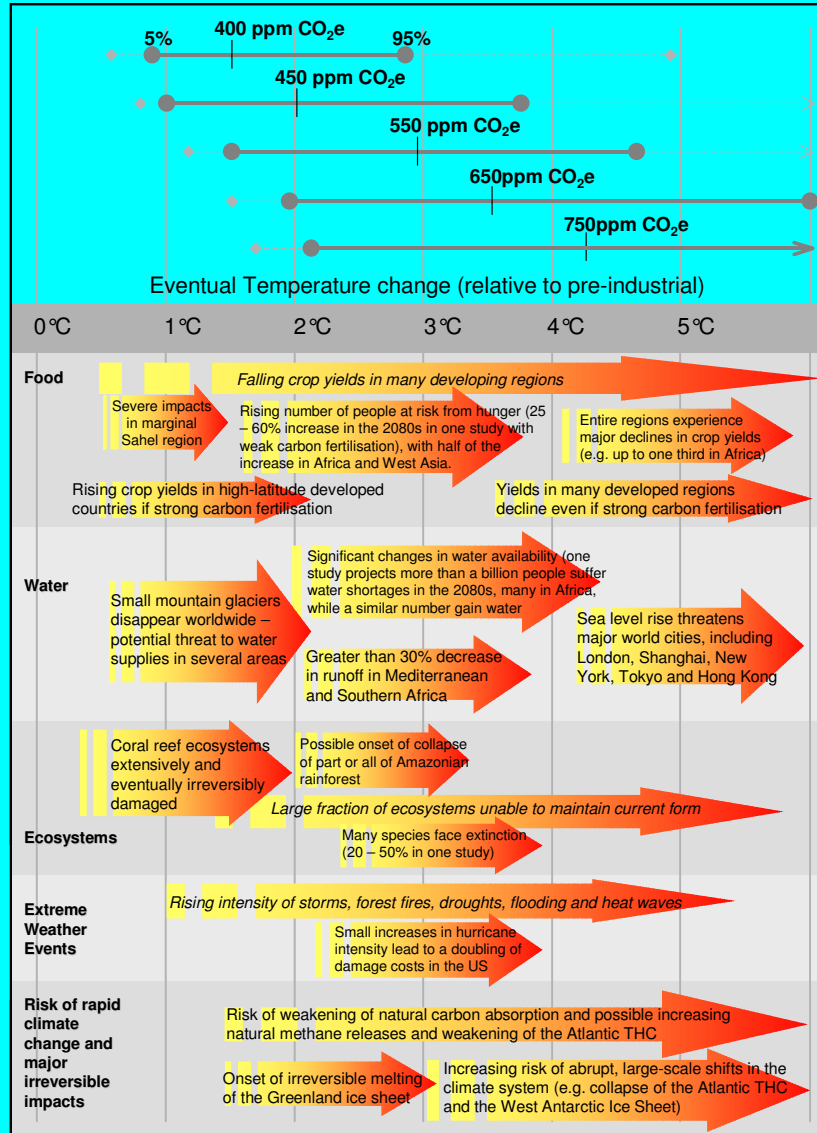 5% 400 ppm CO₂e 95%
450 ppm CO₂e
550 ppm CO₂e
650ppm CO₂e
750ppm CO₂e
Eventual Temperature change (relative to pre-industrial)
0°C 1°C 2°C 3°C 4°C 5°C
Food
Falling crop yields in many developing regions
Severe impacts
in marginal
Sahel region
Rising number of people at risk from hunger (25
– 60% increase in the 2080s in one study with
weak carbon fertilisation), with half of the
increase in Africa and West Asia.
Entire regions experience
major declines in crop yields
(e.g. up to one third in Africa)
Rising crop yields in high-latitude developed
countries if strong carbon fertilisation
Yields in many developed regions
decline even if strong carbon fertilisation
Water
Small mountain glaciers
disappear worldwide –
potential threat to water
supplies in several areas
Significant changes in water availability (one
study projects more than a billion people suffer
water shortages in the 2080s, many in Africa,
while a similar number gain water
Greater than 30% decrease
in runoff in Mediterranean
and Southern Africa
Sea level rise threatens
major world cities, including
London, Shanghai, New
York, Tokyo and Hong Kong
Ecosystems
Coral reef ecosystems
extensively and
eventually irreversibly
damaged
Possible onset of collapse
of part or all of Amazonian
rainforest
Large fraction of ecosystems unable to maintain current form
Many species face extinction
(20 – 50% in one study)
Extreme
Weather
Events
Rising intensity of storms, forest fires, droughts, flooding and heat waves
Small increases in hurricane
intensity lead to a doubling of
damage costs in the US
Risk of rapid
climate
change and
major
irreversible
impacts
Risk of weakening of natural carbon absorption and possible increasing
natural methane releases and weakening of the Atlantic THC
Onset of irreversible melting
of the Greenland ice sheet
Increasing risk of abrupt, large-scale shifts in the
climate system (e.g. collapse of the Atlantic THC
and the West Antarctic Ice Sheet)